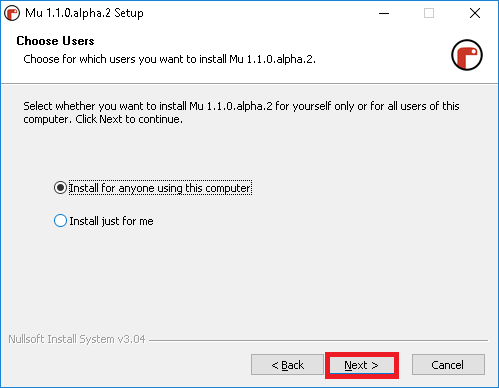 Mu 1.1.0.alpha.2 Setup
Choose Users
Choose for which users you want to install Mu 1.1.0.alpha.2.
Select whether you want to install Mu 1.1.0.alpha.2 for yourself only or for all users of this
computer. Click Next to continue.
Install for anyone using this computer
Install just for me
Nullsoft Install System v3.04
< Back
Next >
Cancel